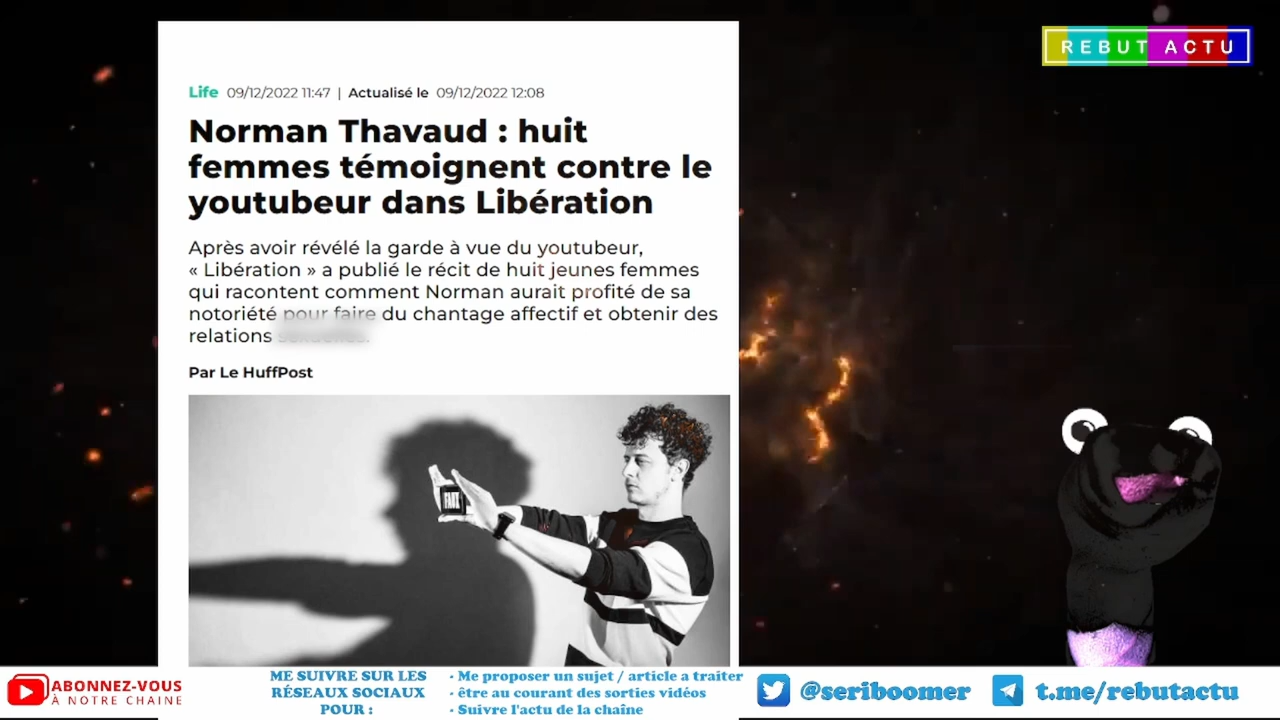 REBUT ACTU
Life 09/12/2022 11:47 | Actualisé le 09/12/2022 12:08
Norman Thavaud : huit
femmes témoignent contre le
youtubeur dans Libération
Après avoir révélé la garde à vue du youtubeur,
« Libération » a publié le récit de huit jeunes femmes
qui racontent comment Norman aurait profité de sa
notoriété pour faire du chantage affectif et obtenir des
relations
Par Le HuffPost
ABONNEZ-VOUS
À NOTRE CHAINE
ME SUIVRE SUR LES
RÉSEAUX SOCIAUX
POUR :
- Me proposer un sujet / article a traiter
- être au courant des sorties vidéos
- Suivre l'actu de la chaîne
@seriboomer
t.me/rebutactu